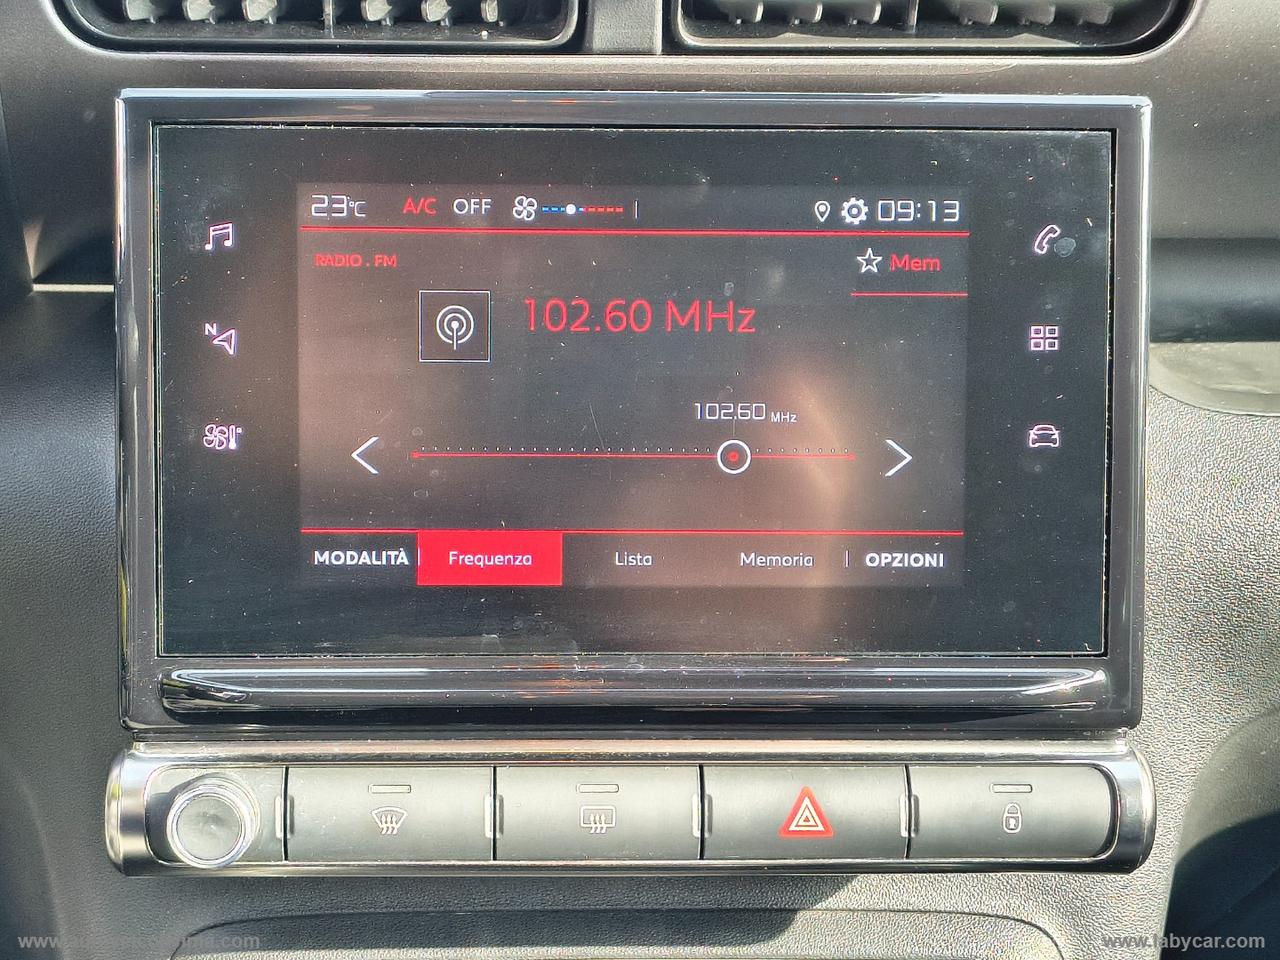 23°C A/C OFF 09:13
RADIO . FM
Mem
102.60 MHz
N
102.60 MHz
MODALITÀ Frequenza Lista Memoria OPZIONI
www.labycar.com